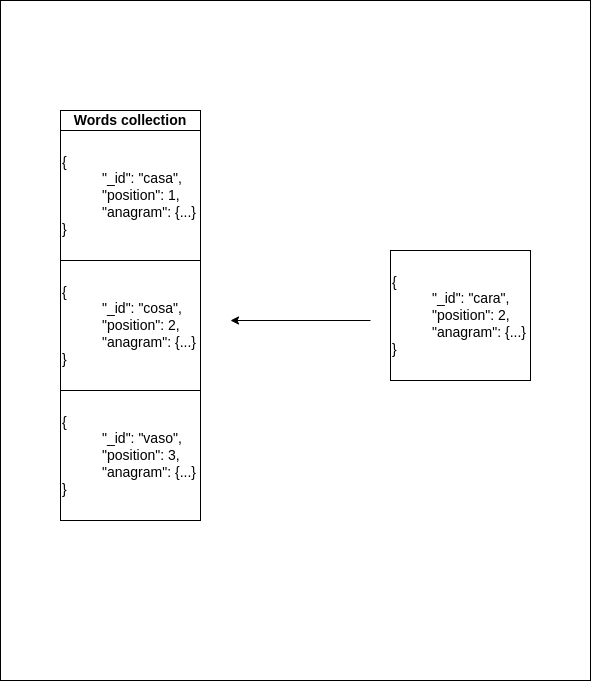 Words collection
{
"_id": "casa",
"position": 1,
"anagram": {...}
}
{
"_id": "cosa",
"position": 2,
"anagram": {...}
}
{
"_id": "vaso",
"position": 3,
"anagram": {...}
}
{
"_id": "cara",
"position": 2,
"anagram": {...}
}